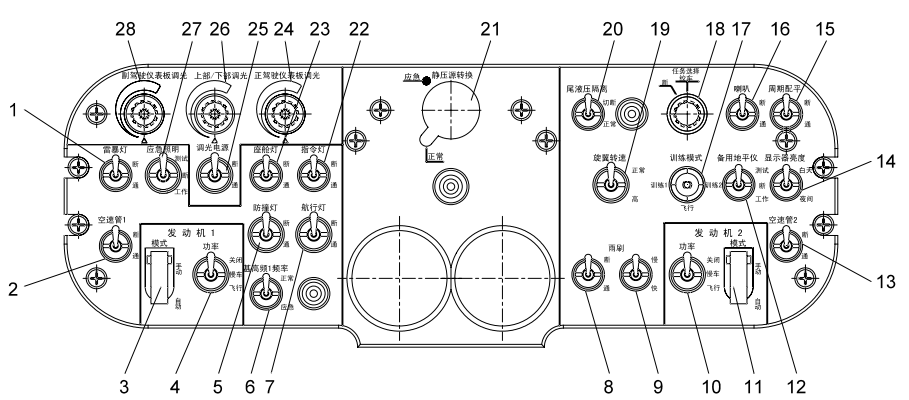 28 27 26 25 24 23 22 21 20 19 18 17 16 15
副驾驶仪表板调光 上部/下部调光 正驾驶仪表板调光
应急 静压源转换
正常
尾液压隔离 切断 正常
任务选择
断 绞车
喇叭 断 通
周期配平 断 通
1
雷暴灯 断 通
应急照明 测试 断 工作
调光电源 断 通
座舱灯 断 通
指令灯 断 通
旋翼转速 正常 高
训练模式 训练1 训练2 飞行
备用地平仪 测试 断 工作
显示器亮度 白天 夜间
14
空速管1 断 通
2
发动机 1
模式 手动 自动
功率 关闭 慢车 飞行
防撞灯 断 通
航行灯 断 通
甚高频1频率 正常 应急
雨刷 断 通 慢 快
发动机 2
功率 关闭 慢车 飞行
模式 手动 自动
空速管2 断 通
13
3 4 5 6 7 8 9 10 11 12